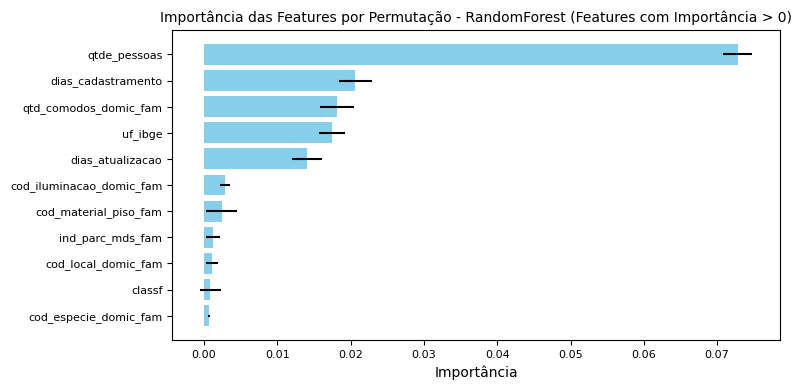 Importância das Features por Permutação - RandomForest (Features com Importância > 0)
qtde_pessoas
dias_cadastramento
qtd_comodos_domic_fam
uf_ibge
dias_atualizacao
cod_iluminacao_domic_fam
cod_material_piso_fam
ind_parc_mds_fam
cod_local_domic_fam
classf
cod_especie_domic_fam
0.00 0.01 0.02 0.03 0.04 0.05 0.06 0.07
Importância